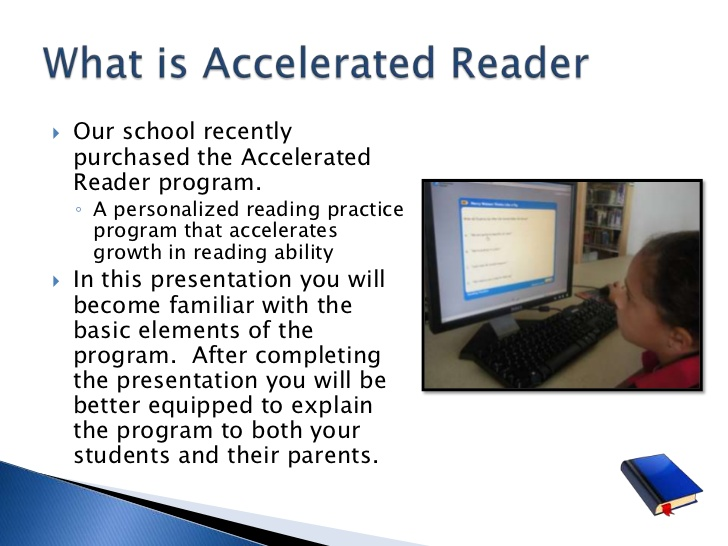 What is Accelerated Reader
Our school recently
purchased the Accelerated
Reader program.
A personalized reading practice
program that accelerates
growth in reading ability
In this presentation you will
become familiar with the
basic elements of the
program.  After completing
the presentation you will be
better equipped to explain
the program to both your
students and their parents.